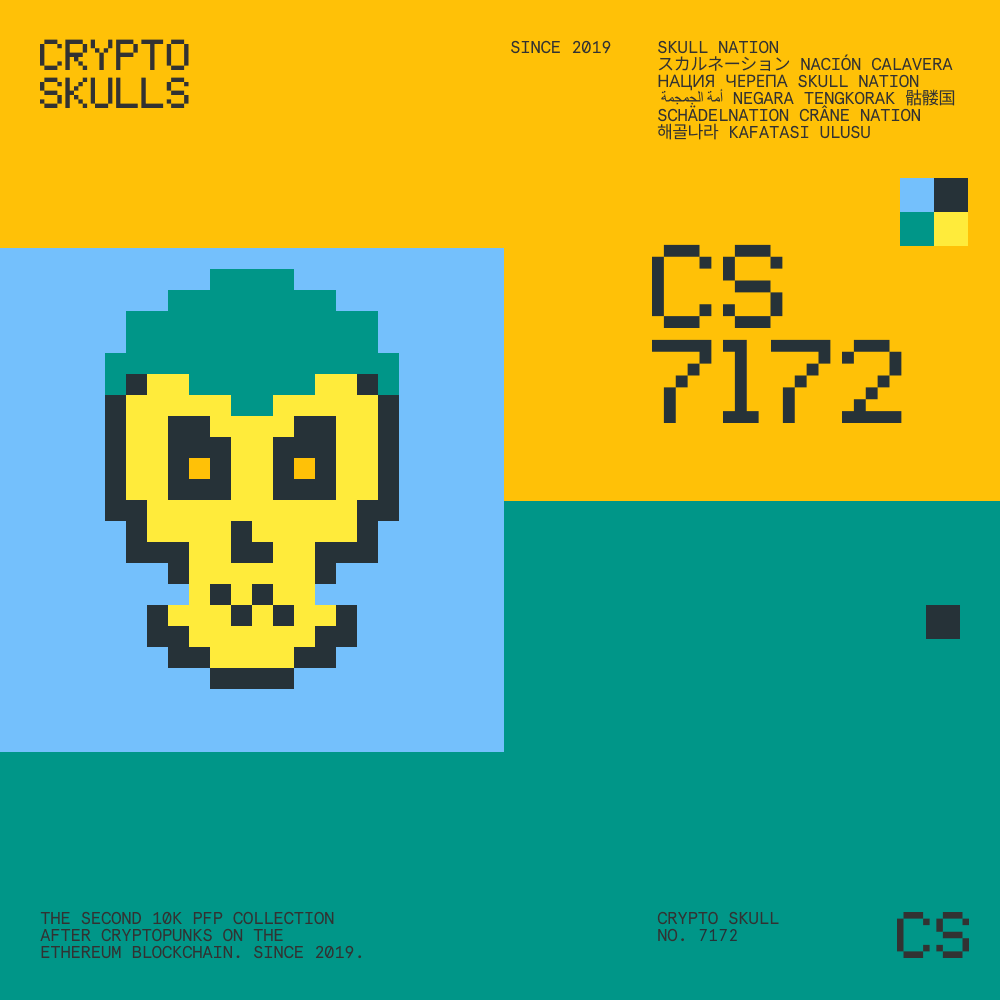 CRYPTO
SKULLS
SINCE 2019
SKULL NATION
スカルネーション NACIÓN CALAVERA
НАЦИЯ ЧЕРЕПА SKULL NATION
أمة الجمجمة NEGARA TENGKORAK 骷髅国
SCHÄDELNATION CRÂNE NATION
해골나라 KAFATASI ULUSU
CS
7172
THE SECOND 10K PFP COLLECTION
AFTER CRYPTOPUNKS ON THE
ETHEREUM BLOCKCHAIN. SINCE 2019.
CRYPTO SKULL
NO. 7172
CS